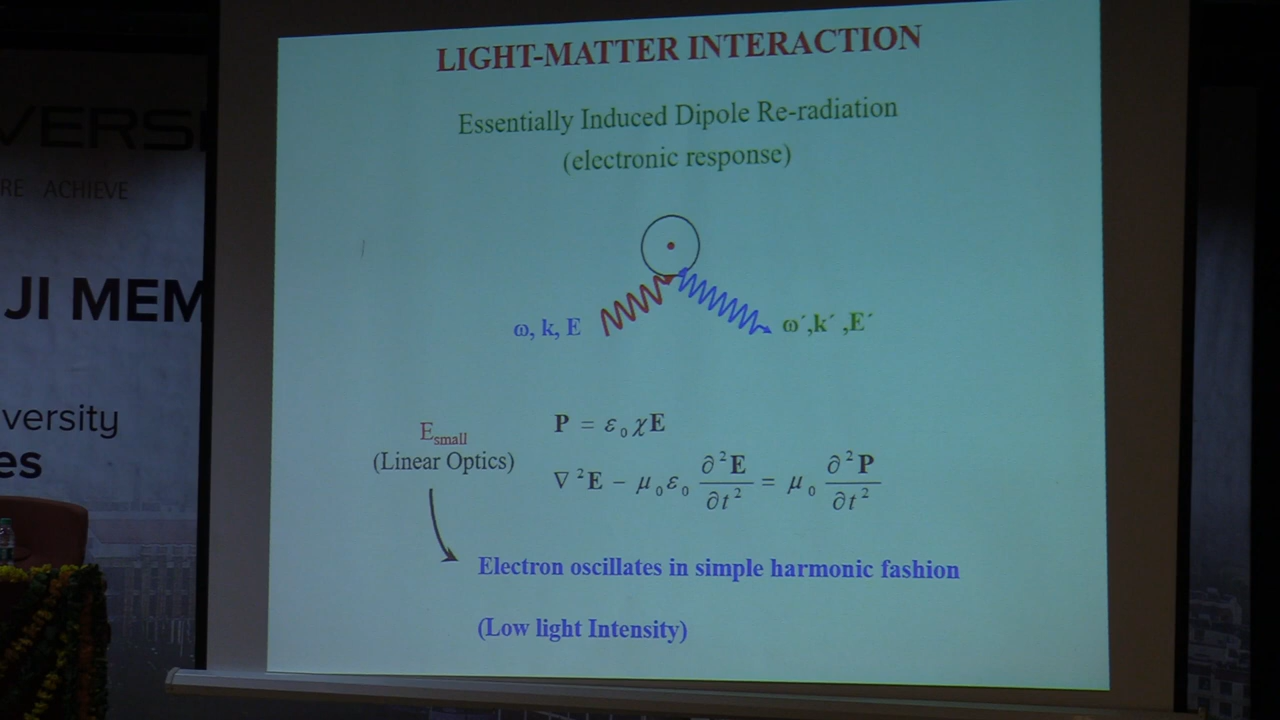 LIGHT-MATTER INTERACTION
Essentially Induced Dipole Re-radiation
(electronic response)
ω, k, E
ω´,k´ ,E´
E_small
(Linear Optics)
P = ε₀χE
∇²E − μ₀ε₀ ∂²E/∂t² = μ₀ ∂²P/∂t²
Electron oscillates in simple harmonic fashion
(Low light Intensity)
VERS
RE ACHIEVE
JI MEM
versity
es